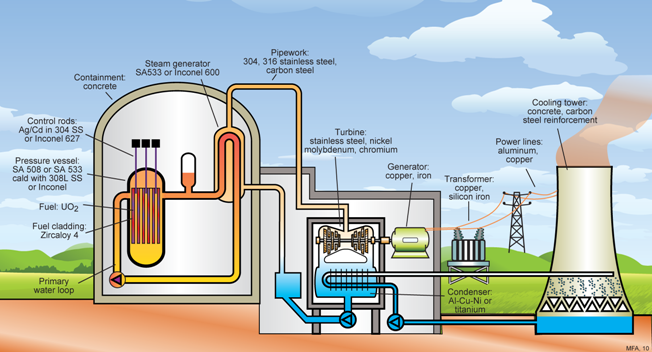 Pipework:
304, 316 stainless steel,
carbon steel
Steam generator
SA533 or Inconel 600
Containment:
concrete
Control rods:
Ag/Cd in 304 SS
or Inconel 627
Pressure vessel:
SA 508 or SA 533
cald with 308L SS
or Inconel
Fuel: UO2
Fuel cladding:
Zircaloy 4
Primary
water loop
Turbine:
stainless steel, nickel
molybdenum, chromium
Generator:
copper, iron
Transformer:
copper,
silicon iron
Power lines:
aluminum,
copper
Cooling tower:
concrete, carbon
steel reinforcement
Condenser:
Al-Cu-Ni or
titanium
MFA, 10